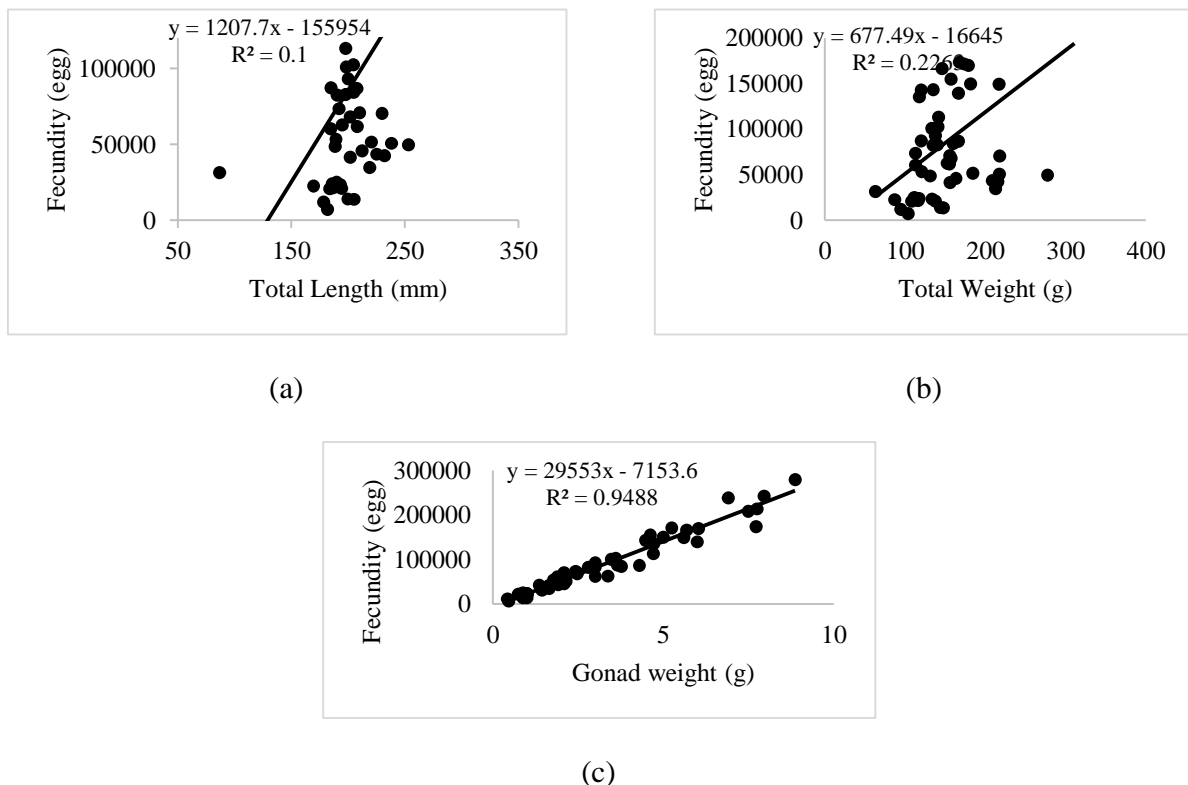 y = 1207.7x - 155954
R² = 0.1
Fecundity (egg)
100000
50000
0
50
150
250
350
Total Length (mm)
(a)
y = 677.49x - 16645
R² = 0.226
Fecundity (egg)
200000
150000
100000
50000
0
0
100
200
300
400
Total Weight (g)
(b)
y = 29553x - 7153.6
R² = 0.9488
Fecundity (egg)
300000
200000
100000
0
0
5
10
Gonad weight (g)
(c)